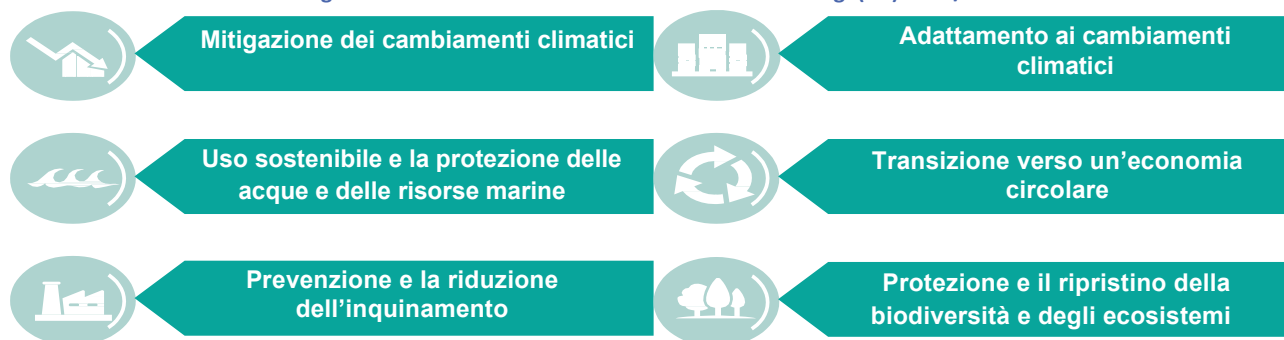 Mitigazione dei cambiamenti climatici
Adattamento ai cambiamenti
climatici
Uso sostenibile e la protezione delle
acque e delle risorse marine
Transizione verso un'economia
circolare
Prevenzione e la riduzione
dell'inquinamento
Protezione e il ripristino della
biodiversità e degli ecosistemi